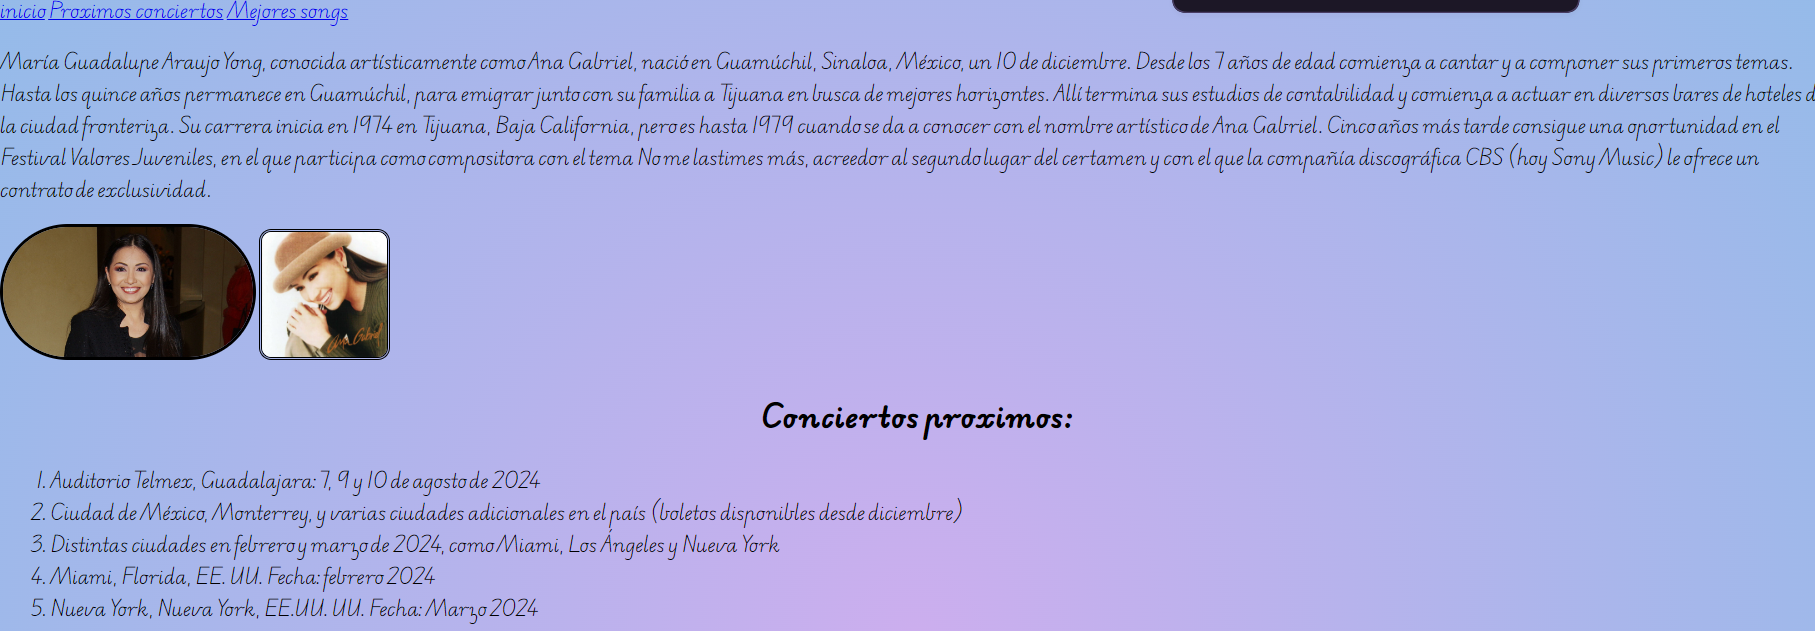 inicio Proximos conciertos Mejores songs
María Guadalupe Araujo Yong, conocida artísticamente como Ana Gabriel, nació en Guamúchil, Sinaloa, México, un 10 de diciembre. Desde los 7 años de edad comienza a cantar y a componer sus primeros temas.
Hasta los quince años permanece en Guamúchil, para emigrar junto con su familia a Tijuana en busca de mejores horizontes. Allí termina sus estudios de contabilidad y comienza a actuar en diversos bares de hoteles d
la ciudad fronteriza. Su carrera inicia en 1974 en Tijuana, Baja California, pero es hasta 1979 cuando se da a conocer con el nombre artístico de Ana Gabriel. Cinco años más tarde consigue una oportunidad en el
Festival Valores Juveniles, en el que participa como compositora con el tema No me lastimes más, acreedor al segundo lugar del certamen y con el que la compañía discográfica CBS (hoy Sony Music) le ofrece un
contrato de exclusividad.
Ana Gabriel
Conciertos proximos:
1. Auditorio Telmex, Guadalajara: 7, 9 y 10 de agosto de 2024
2. Ciudad de México, Monterrey, y varias ciudades adicionales en el país (boletos disponibles desde diciembre)
3. Distintas ciudades en febrero y marzo de 2024, como Miami, Los Ángeles y Nueva York
4. Miami, Florida, EE. UU. Fecha: febrero 2024
5. Nueva York, Nueva York, EE.UU. UU. Fecha: Marzo 2024